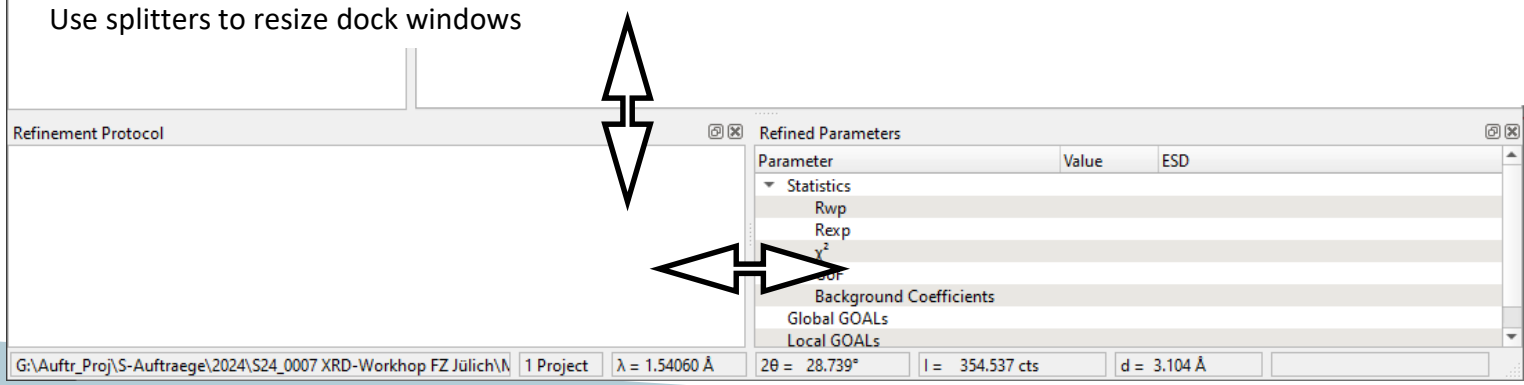 Use splitters to resize dock windows
Refinement Protocol
Refined Parameters
Parameter Value ESD
Statistics
Rwp
Rexp
χ²
GoF
Background Coefficients
Global GOALs
Local GOALs
G:\Auftr_Proj\S-Auftraege\2024\S24_0007 XRD-Workhop FZ Jülich\ 1 Project λ = 1.54060 Å 2θ = 28.739° I = 354.537 cts d = 3.104 Å